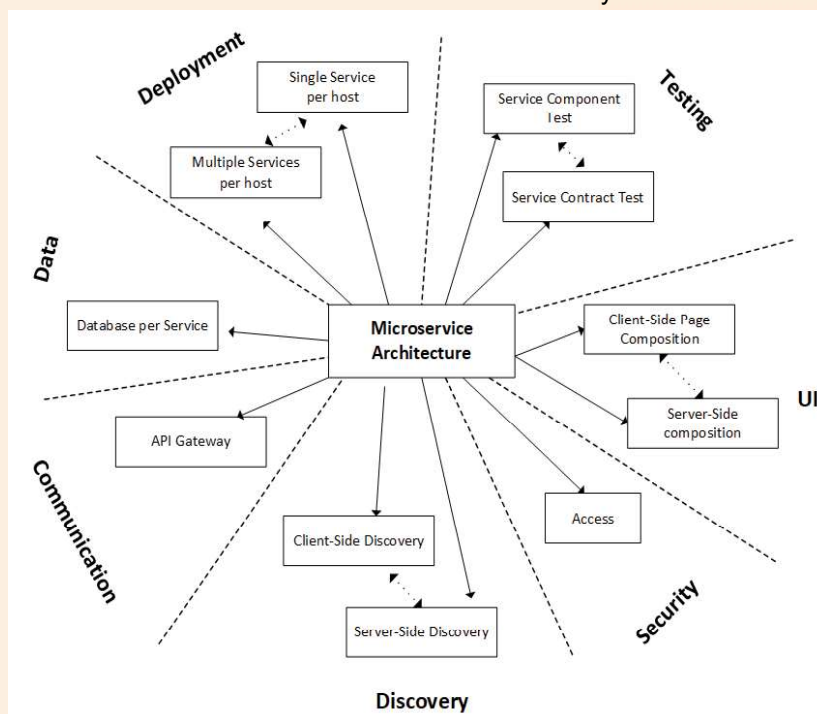 Deployment
Single Service
per host
Multiple Services
per host
Testing
Service Component
Test
Service Contract Test
Data
Database per Service
Microservice
Architecture
Client-Side Page
Composition
UI
Server-Side
composition
API Gateway
Communication
Access
Security
Client-Side Discovery
Server-Side Discovery
Discovery